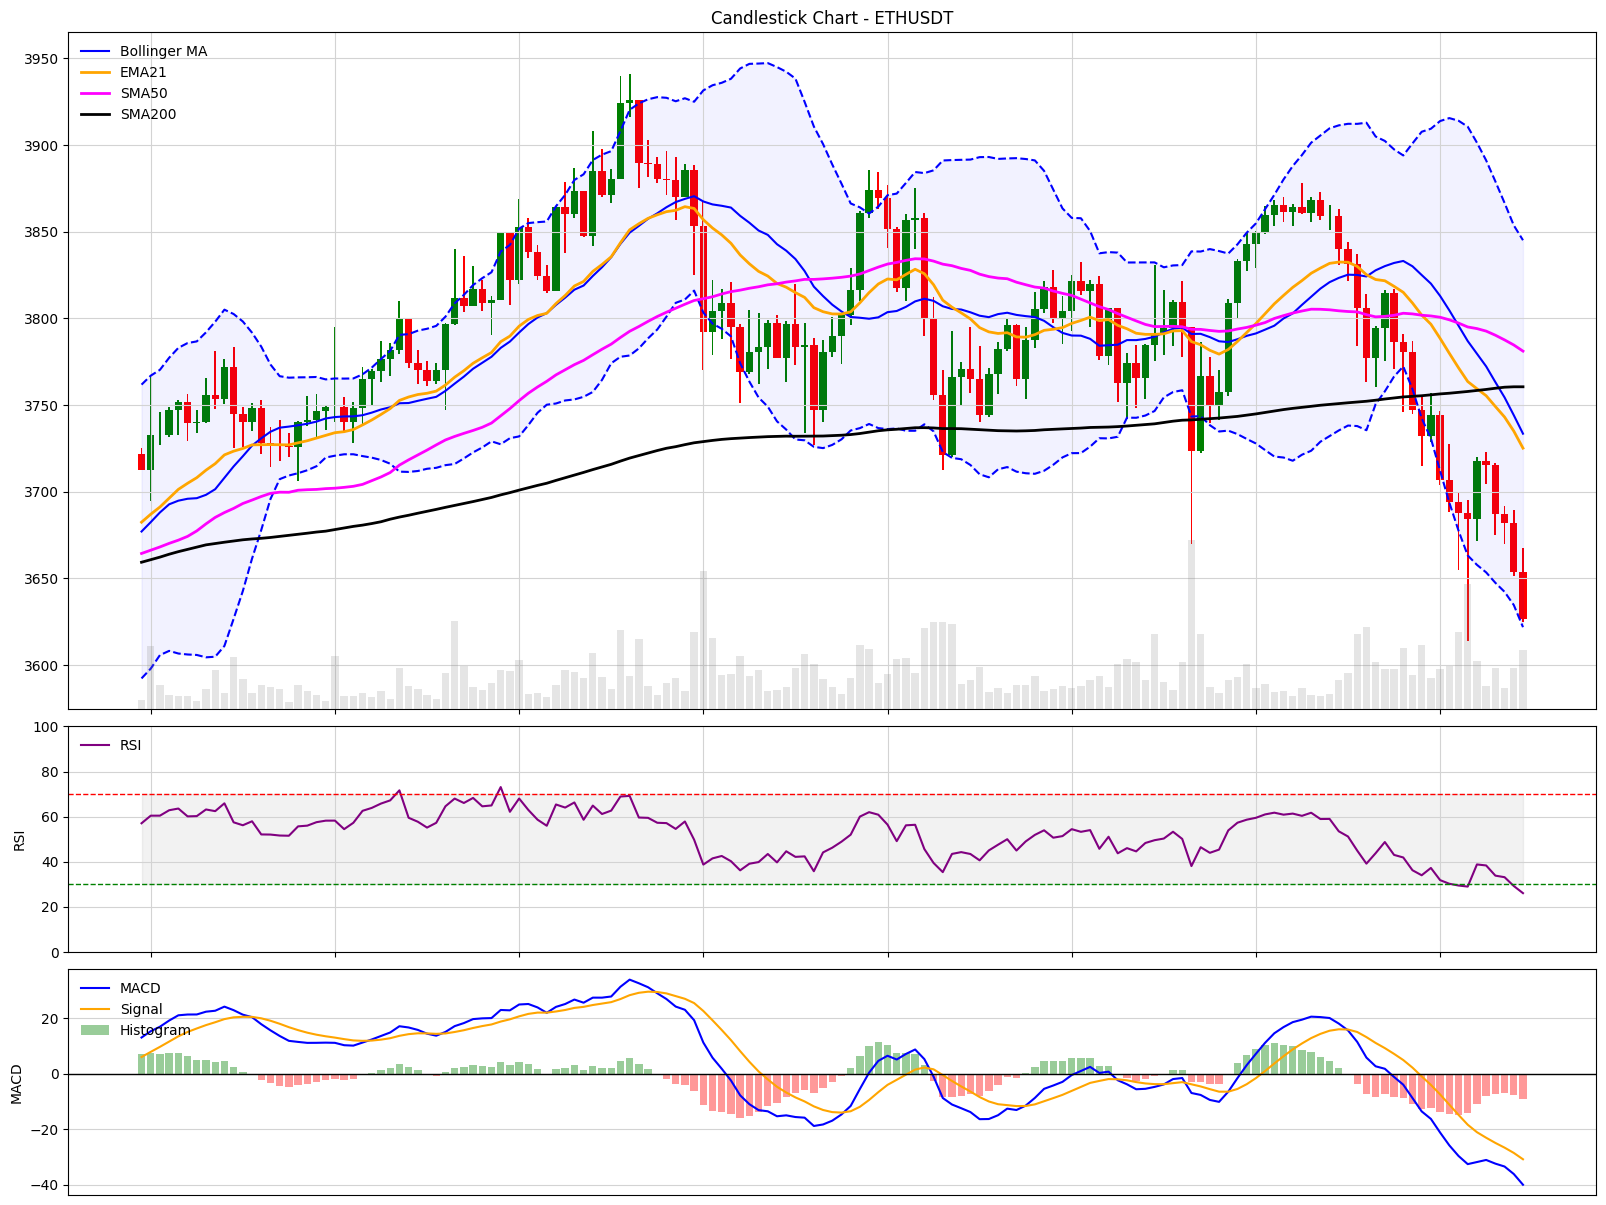 Candlestick Chart - ETHUSDT
Bollinger MA
EMA21
SMA50
SMA200
3950
3900
3850
3800
3750
3700
3650
3600
RSI
100
80
60
40
20
0
RSI
MACD
Signal
Histogram
20
0
−20
−40
MACD